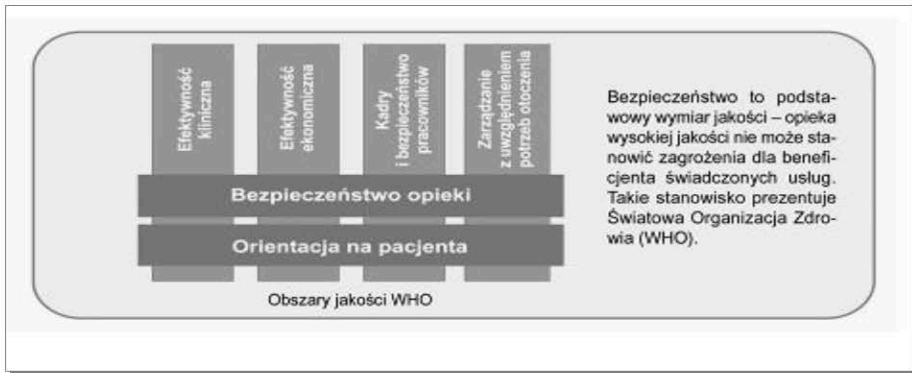 Efektywność
kliniczna
Efektywność
ekonomiczna
Kadry
i bezpieczeństwo
pracowników
Zarządzanie
z uwzględnieniem
potrzeb otoczenia
Bezpieczeństwo opieki
Orientacja na pacjenta
Obszary jakości WHO
Bezpieczeństwo to podsta-
wowy wymiar jakości – opieka
wysokiej jakości nie może sta-
nowić zagrożenia dla benefi-
cjenta świadczonych usług.
Takie stanowisko prezentuje
Światowa Organizacja Zdro-
wia (WHO).